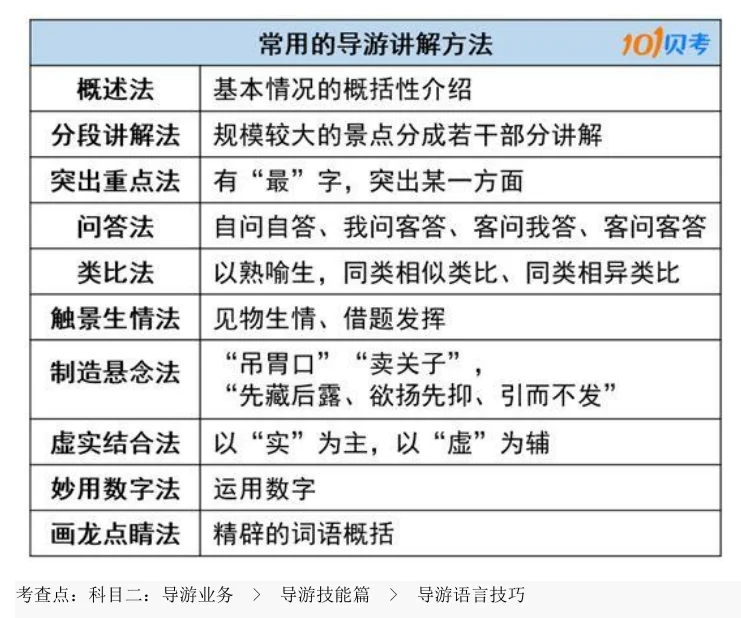 常用的导游讲解方法 101贝考
概述法 基本情况的概括性介绍
分段讲解法 规模较大的景点分成若干部分讲解
突出重点法 有“最”字，突出某一方面
问答法 自问自答、我问客答、客问我答、客问客答
类比法 以熟喻生，同类相似类比、同类相异类比
触景生情法 见物生情、借题发挥
制造悬念法 “吊胃口”“卖关子”，
“先藏后露、欲扬先抑、引而不发”
虚实结合法 以“实”为主，以“虚”为辅
妙用数字法 运用数字
画龙点睛法 精辟的词语概括
考查点：科目二：导游业务 > 导游技能篇 > 导游语言技巧